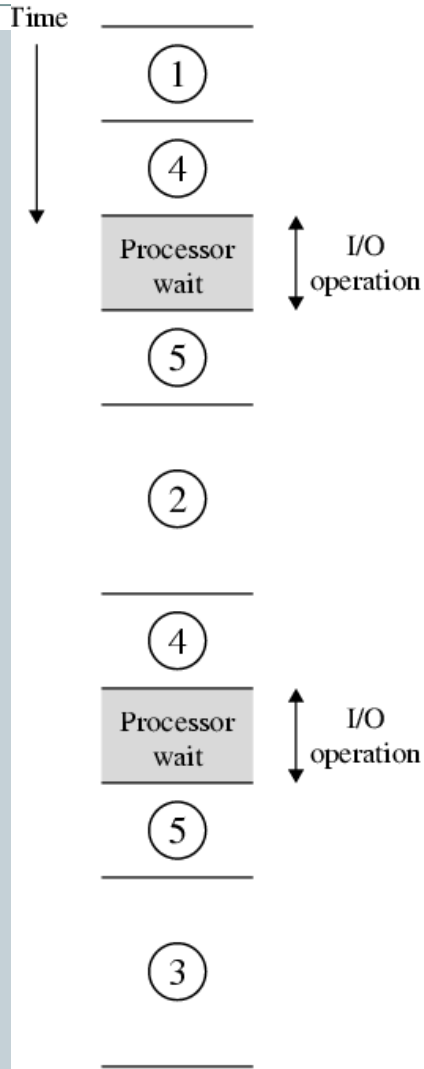 Time
1
4
Processor
wait
I/O
operation
5
2
4
Processor
wait
I/O
operation
5
3